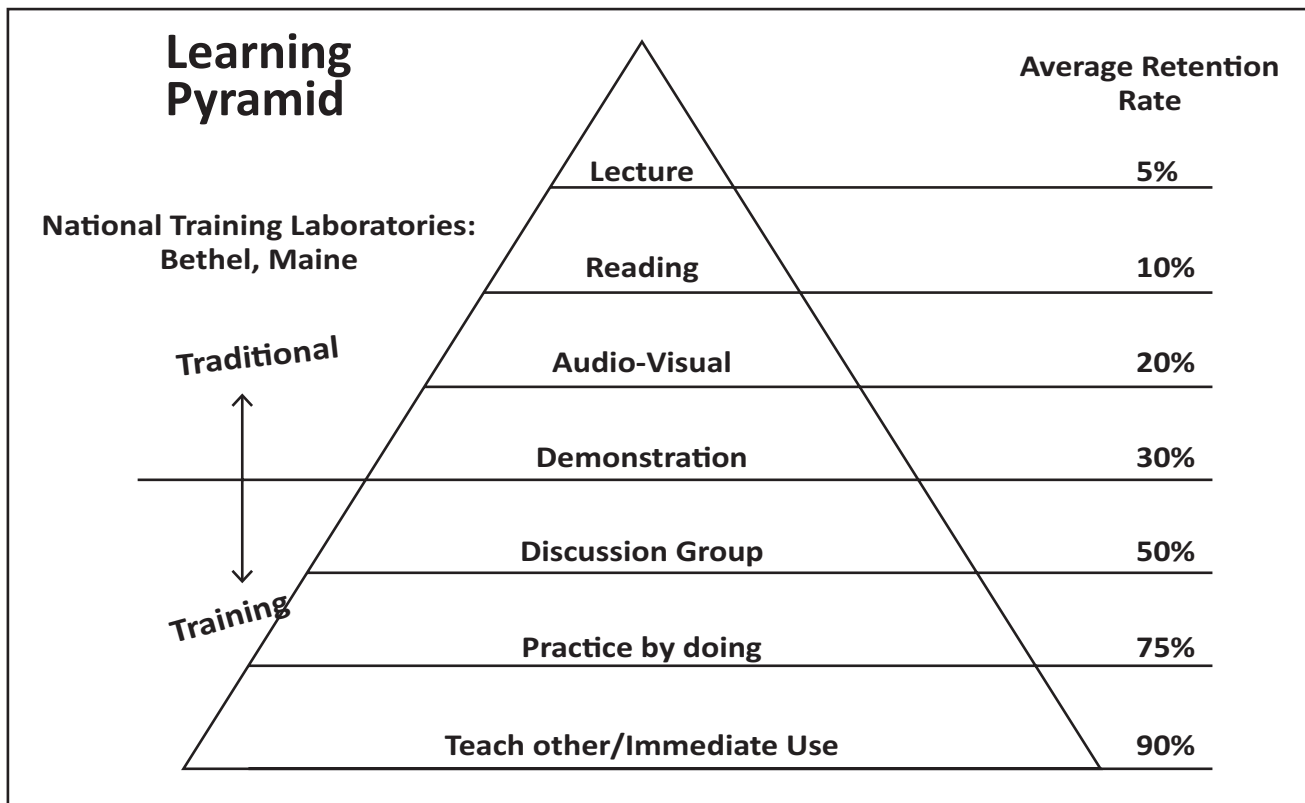 Learning
Pyramid
Average Retention
Rate
Lecture 5%
National Training Laboratories:
Bethel, Maine
Reading 10%
Traditional
Audio-Visual 20%
Demonstration 30%
Discussion Group 50%
Training
Practice by doing 75%
Teach other/Immediate Use 90%